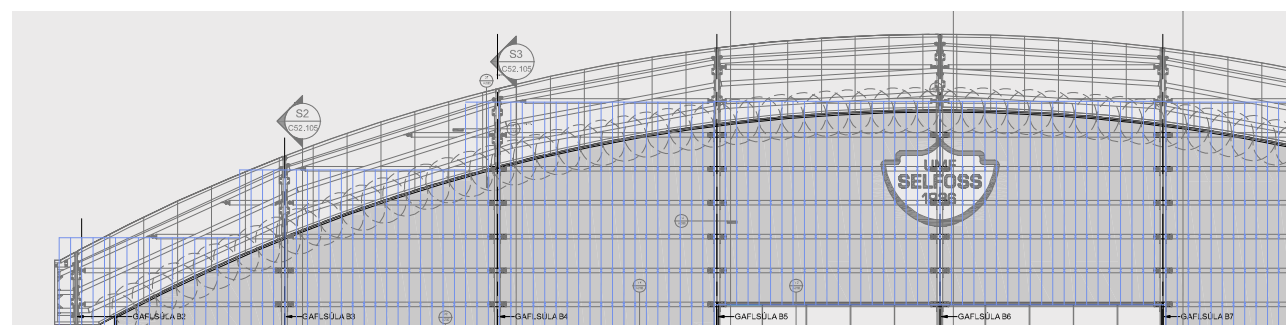 S3
C52.105
S2
C52.105
UMF
SELFOSS
1936
GAFLSÚLA B2
GAFLSÚLA B3
GAFLSÚLA B4
GAFLSÚLA B5
GAFLSÚLA B6
GAFLSÚLA B7